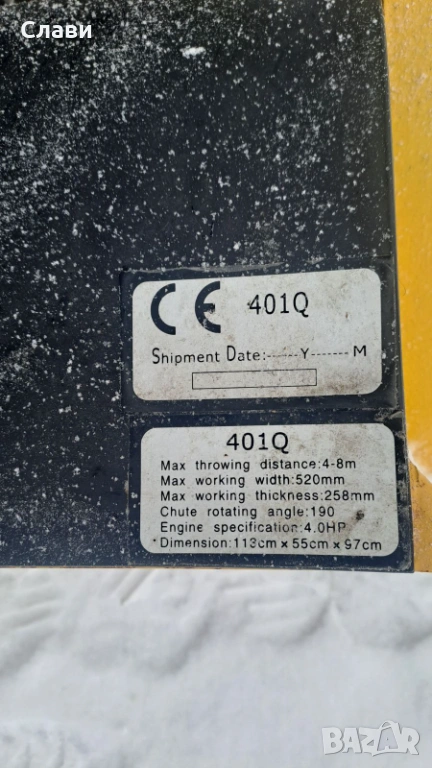 Слави
CE 401Q
Shipment Date:-----Y-------M
401Q
Max throwing distance:4-8m
Max working width:520mm
Max working thickness:258mm
Chute rotating angle:190
Engine specification:4.0HP
*Dimension:113cm×55cm×97cm
BAZAR